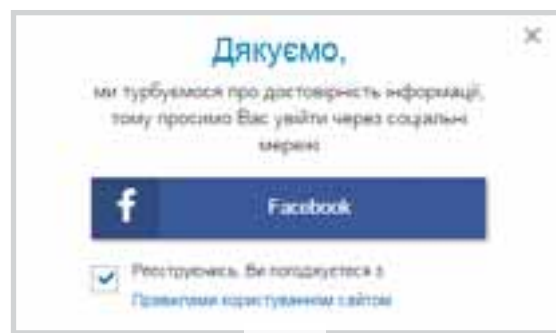 Дякуємо,
ми турбуємося про достовірність інформації,
тому просимо Вас увійти через соціальні
мережі
f
Facebook
Реєструючись, Ви погоджуєтеся з
Правилами користуванням сайтом